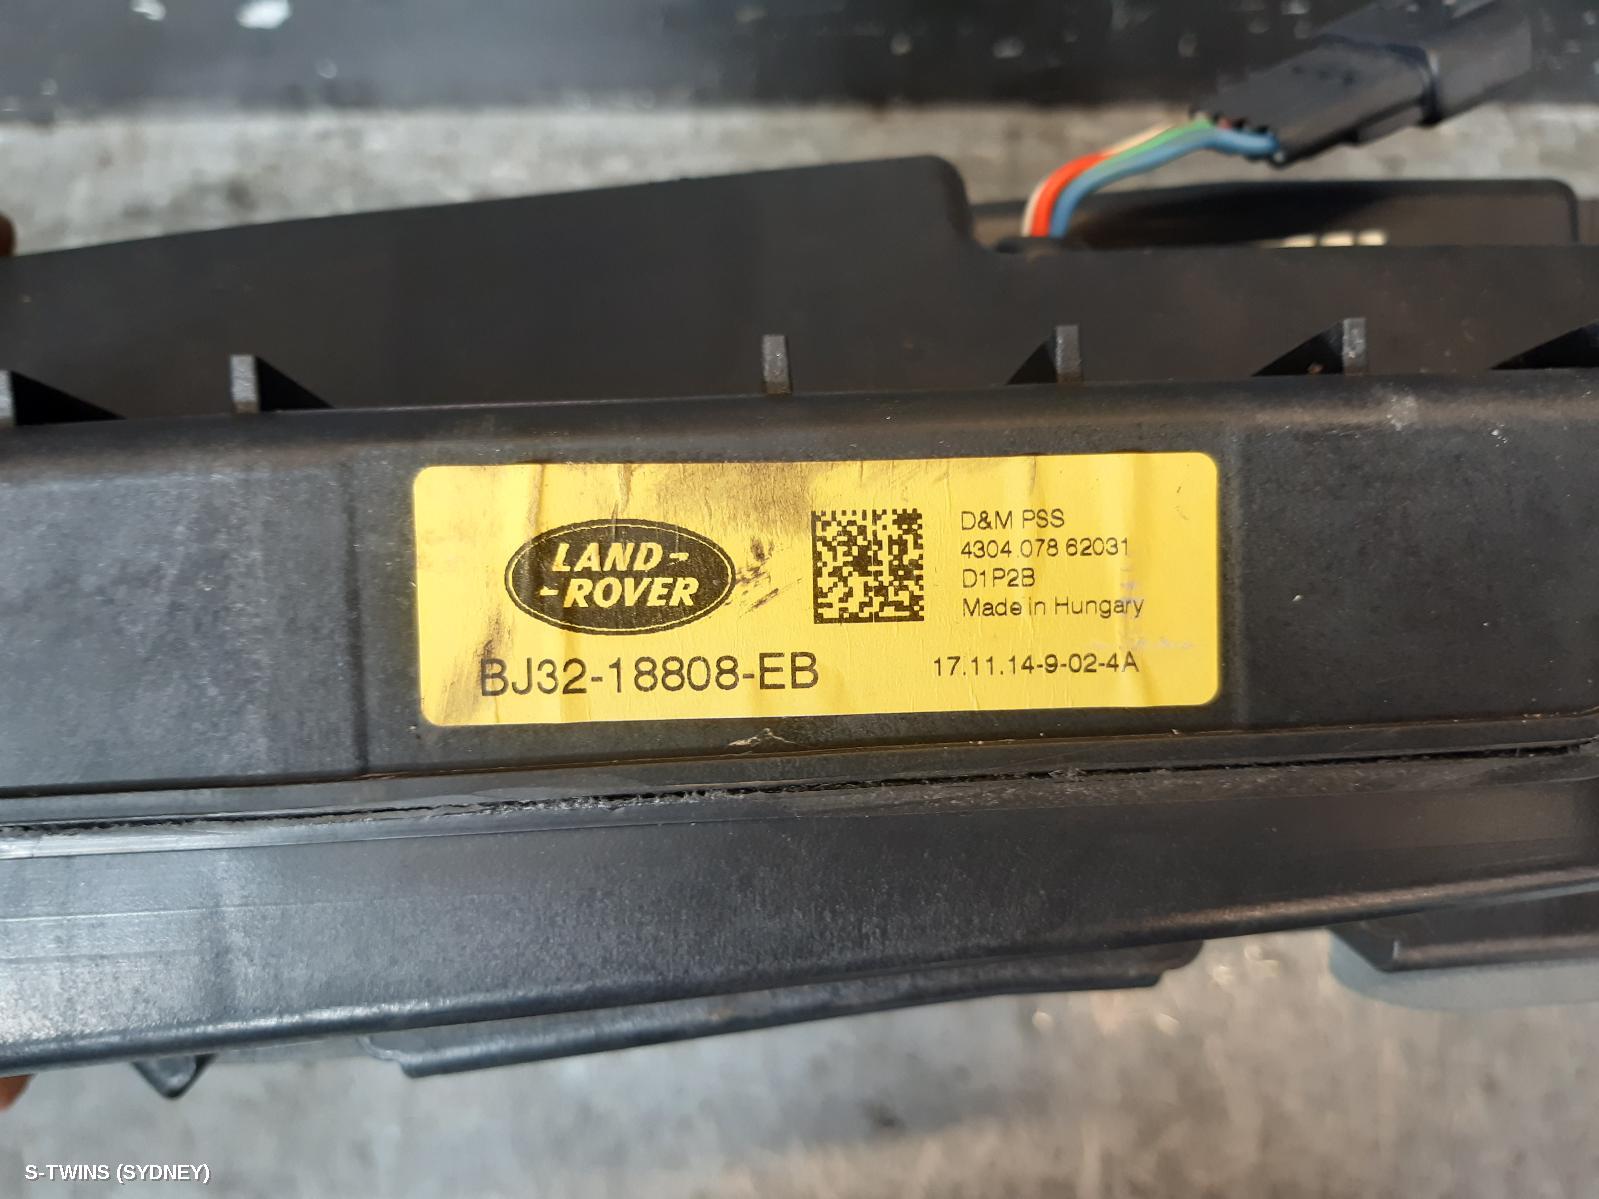 LAND-
-ROVER
BJ32-18808-EB
D&M PSS
4304.078 62031
D1P2B
Made in Hungary
17.11.14-9-02-4A
S-TWINS (SYDNEY)